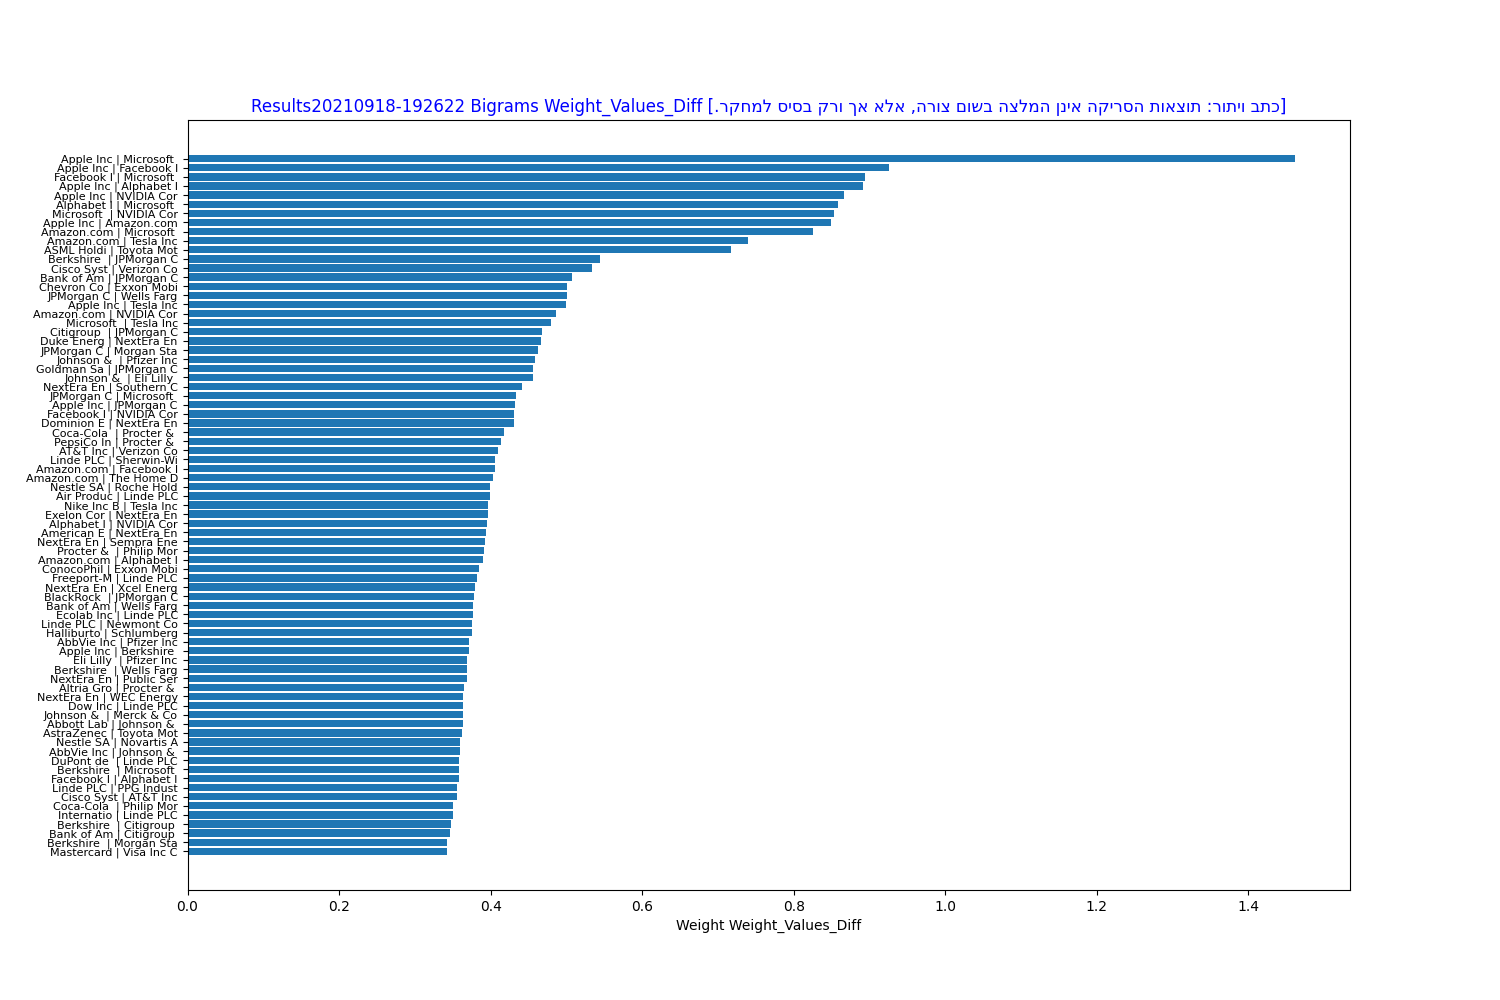 Results20210918-192622 Bigrams Weight_Values_Diff [כתב ויתור: תוצאות הסריקה אינן המלצה בשום צורה, אלא אך ורק בסיס למחקר.]
Apple Inc | Microsoft
Apple Inc | Facebook I
Facebook I | Microsoft
Apple Inc | Alphabet I
Apple Inc | NVIDIA Cor
Alphabet I | Microsoft
Microsoft  | NVIDIA Cor
Apple Inc | Amazon.com
Amazon.com | Microsoft
Amazon.com | Tesla Inc
ASML Holdi | Toyota Mot
Berkshire  | JPMorgan C
Cisco Syst | Verizon Co
Bank of Am | JPMorgan C
Chevron Co | Exxon Mobi
JPMorgan C | Wells Farg
Apple Inc | Tesla Inc
Amazon.com | NVIDIA Cor
Microsoft  | Tesla Inc
Citigroup  | JPMorgan C
Duke Energ | NextEra En
JPMorgan C | Morgan Sta
Johnson &  | Pfizer Inc
Goldman Sa | JPMorgan C
Johnson &  | Eli Lilly
NextEra En | Southern C
JPMorgan C | Microsoft
Apple Inc | JPMorgan C
Facebook I | NVIDIA Cor
Dominion E | NextEra En
Coca-Cola  | Procter &
PepsiCo In | Procter &
AT&T Inc | Verizon Co
Linde PLC | Sherwin-Wi
Amazon.com | Facebook I
Amazon.com | The Home D
Nestle SA | Roche Hold
Air Produc | Linde PLC
Nike Inc B | Tesla Inc
Exelon Cor | NextEra En
Alphabet I | NVIDIA Cor
American E | NextEra En
NextEra En | Sempra Ene
Procter &  | Philip Mor
Amazon.com | Alphabet I
ConocoPhil | Exxon Mobi
Freeport-M | Linde PLC
NextEra En | Xcel Energ
BlackRock  | JPMorgan C
Bank of Am | Wells Farg
Ecolab Inc | Linde PLC
Linde PLC | Newmont Co
Halliburto | Schlumberg
AbbVie Inc | Pfizer Inc
Apple Inc | Berkshire
Eli Lilly  | Pfizer Inc
Berkshire  | Wells Farg
NextEra En | Public Ser
Altria Gro | Procter &
NextEra En | WEC Energy
Dow Inc | Linde PLC
Johnson &  | Merck & Co
Abbott Lab | Johnson &
AstraZenec | Toyota Mot
Nestle SA | Novartis A
AbbVie Inc | Johnson &
DuPont de  | Linde PLC
Berkshire  | Microsoft
Facebook I | Alphabet I
Linde PLC | PPG Indust
Cisco Syst | AT&T Inc
Coca-Cola  | Philip Mor
Internatio | Linde PLC
Berkshire  | Citigroup
Bank of Am | Citigroup
Berkshire  | Morgan Sta
Mastercard | Visa Inc C
0.0 0.2 0.4 0.6 0.8 1.0 1.2 1.4
Weight Weight_Values_Diff